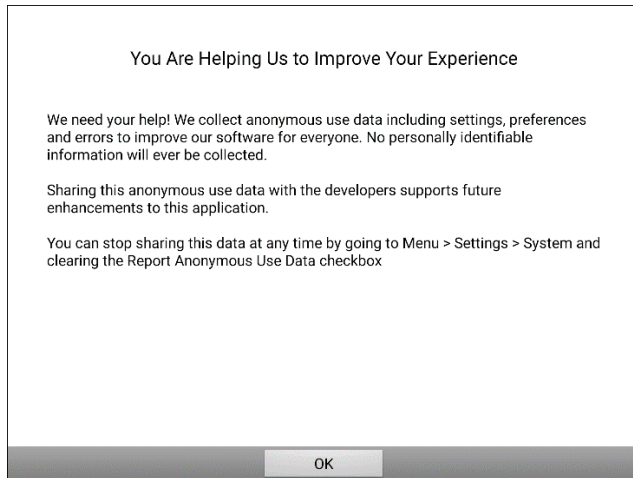 You Are Helping Us to Improve Your Experience
We need your help! We collect anonymous use data including settings, preferences
and errors to improve our software for everyone. No personally identifiable
information will ever be collected.
Sharing this anonymous use data with the developers supports future
enhancements to this application.
You can stop sharing this data at any time by going to Menu > Settings > System and
clearing the Report Anonymous Use Data checkbox
OK